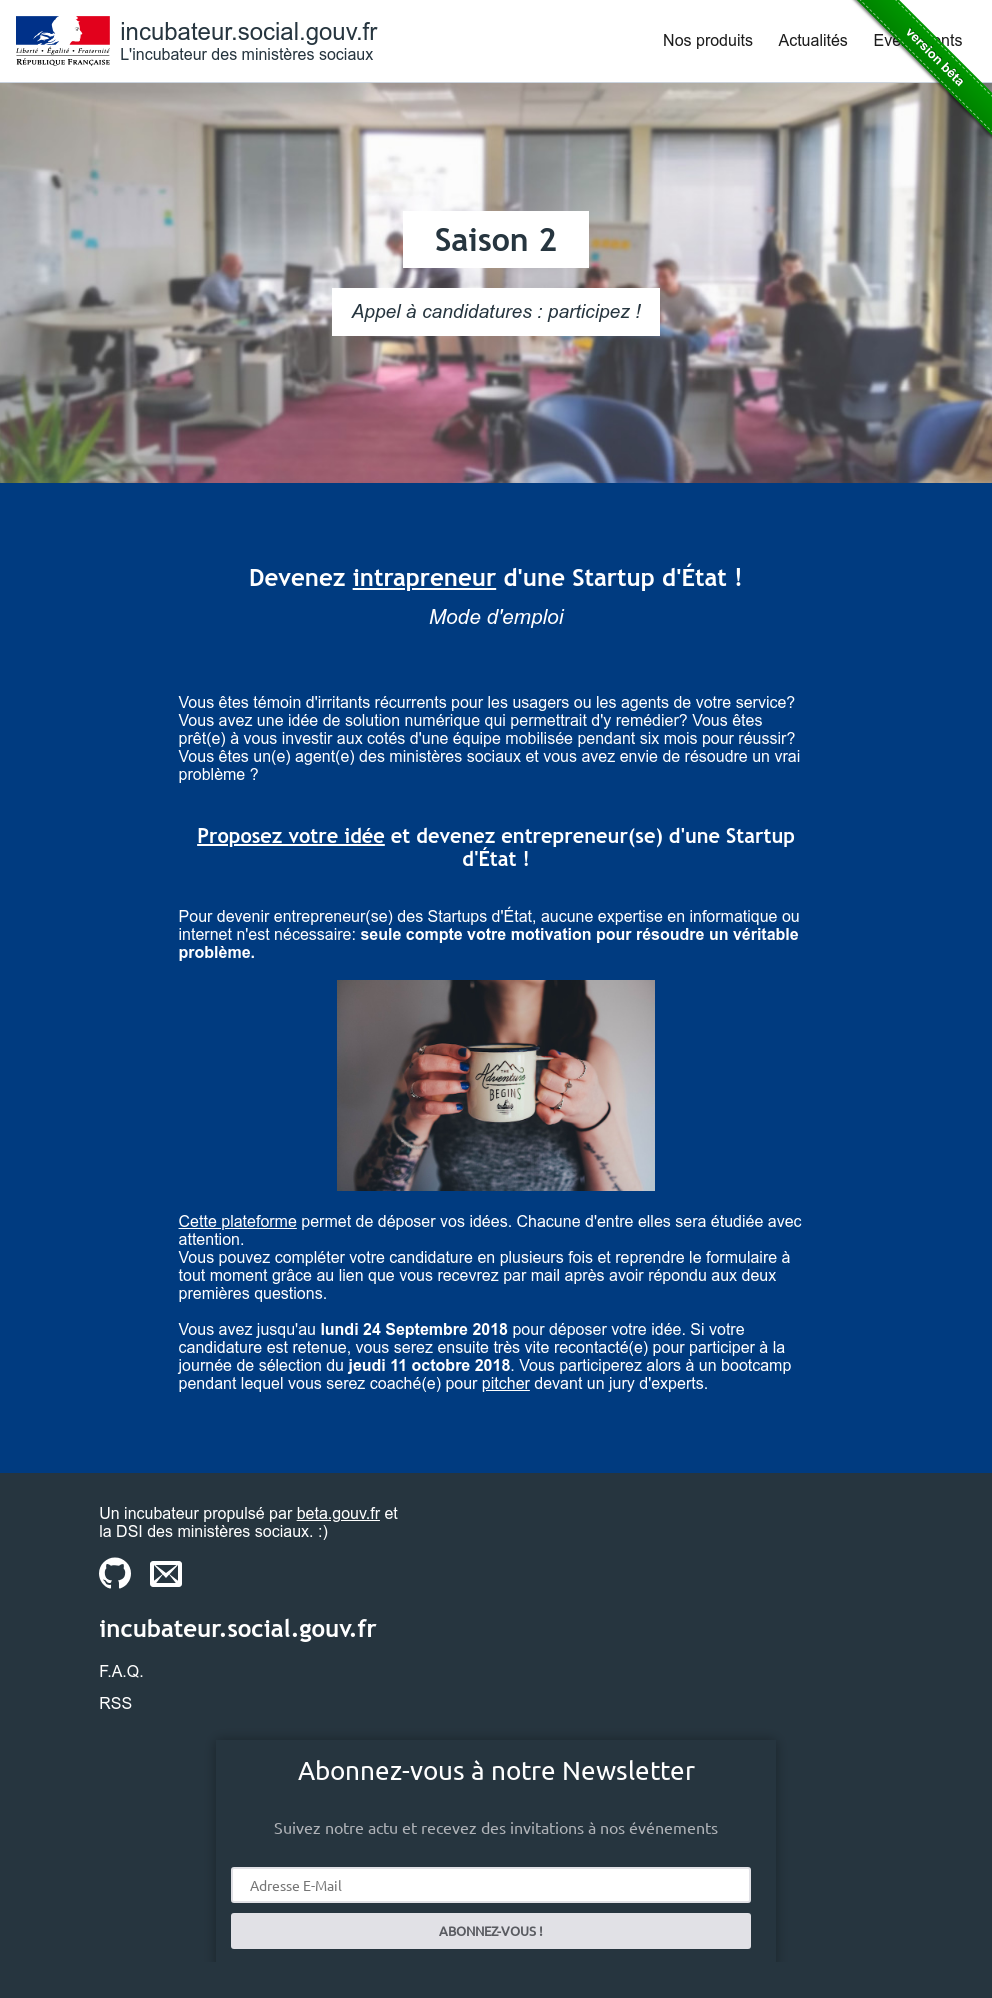 Liberté • Égalité • Fraternité
RÉPUBLIQUE FRANÇAISE
incubateur.social.gouv.fr
L'incubateur des ministères sociaux
Nos produits
Actualités
version bêta
Saison 2
Appel à candidatures : participez !
Devenez intrapreneur d'une Startup d'État !
Mode d'emploi
Vous êtes témoin d'irritants récurrents pour les usagers ou les agents de votre service?
Vous avez une idée de solution numérique qui permettrait d'y remédier? Vous êtes
prêt(e) à vous investir aux cotés d'une équipe mobilisée pendant six mois pour réussir?
Vous êtes un(e) agent(e) des ministères sociaux et vous avez envie de résoudre un vrai
problème ?
Proposez votre idée et devenez entrepreneur(se) d'une Startup
d'État !
Pour devenir entrepreneur(se) des Startups d'État, aucune expertise en informatique ou
internet n'est nécessaire: seule compte votre motivation pour résoudre un véritable
problème.
THE
Adventure
BEGINS
Cette plateforme permet de déposer vos idées. Chacune d'entre elles sera étudiée avec
attention.
Vous pouvez compléter votre candidature en plusieurs fois et reprendre le formulaire à
tout moment grâce au lien que vous recevrez par mail après avoir répondu aux deux
premières questions.
Vous avez jusqu'au lundi 24 Septembre 2018 pour déposer votre idée. Si votre
candidature est retenue, vous serez ensuite très vite recontacté(e) pour participer à la
journée de sélection du jeudi 11 octobre 2018. Vous participerez alors à un bootcamp
pendant lequel vous serez coaché(e) pour pitcher devant un jury d'experts.
Un incubateur propulsé par beta.gouv.fr et
la DSI des ministères sociaux. :)
incubateur.social.gouv.fr
F.A.Q.
RSS
Abonnez-vous à notre Newsletter
Suivez notre actu et recevez des invitations à nos événements
Adresse E-Mail
ABONNEZ-VOUS !